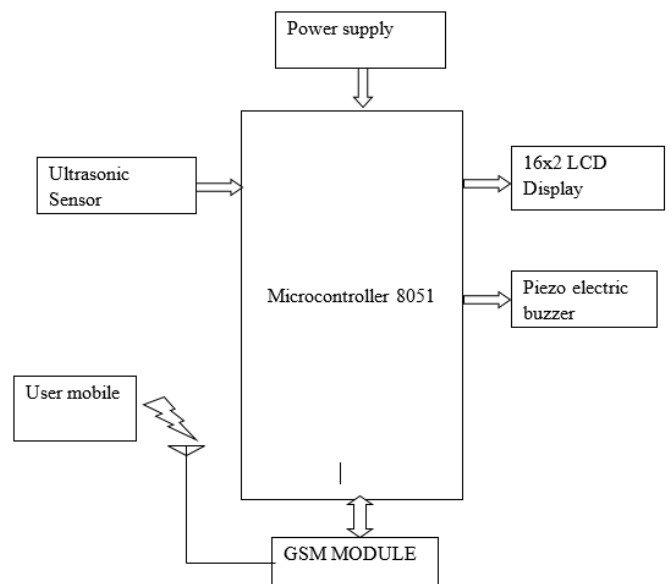 Power supply
Ultrasonic
Sensor
16x2 LCD
Display
Microcontroller 8051
Piezo electric
buzzer
User mobile
GSM MODULE